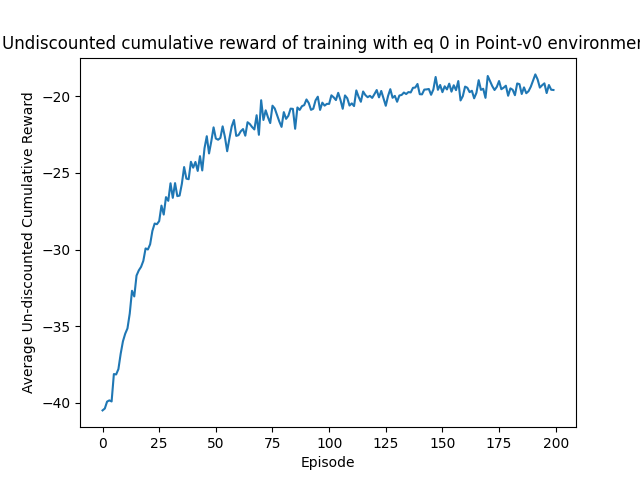 Undiscounted cumulative reward of training with eq 0 in Point-v0 environmer
Average Un-discounted Cumulative Reward
−20
−25
−30
−35
−40
0 25 50 75 100 125 150 175 200
Episode